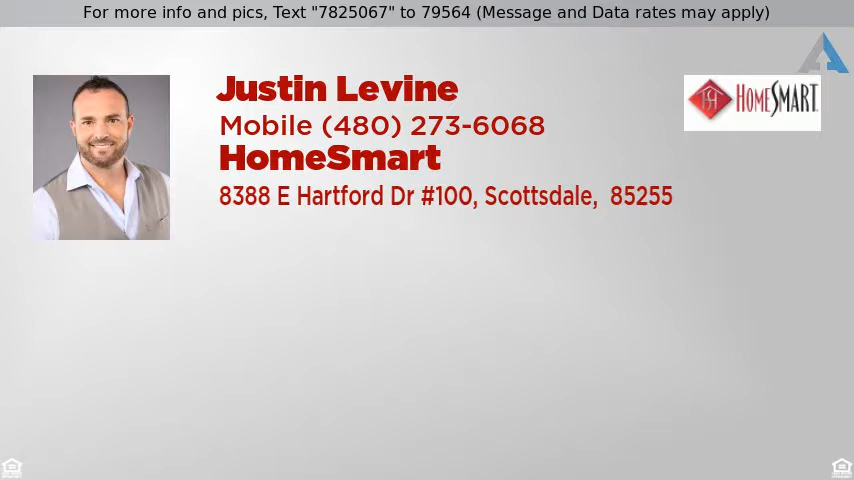 For more info and pics, Text "7825067" to 79564 (Message and Data rates may apply)
Justin Levine
Mobile (480) 273-6068
HomeSmart
8388 E Hartford Dr #100, Scottsdale, 85255
HOMESMART